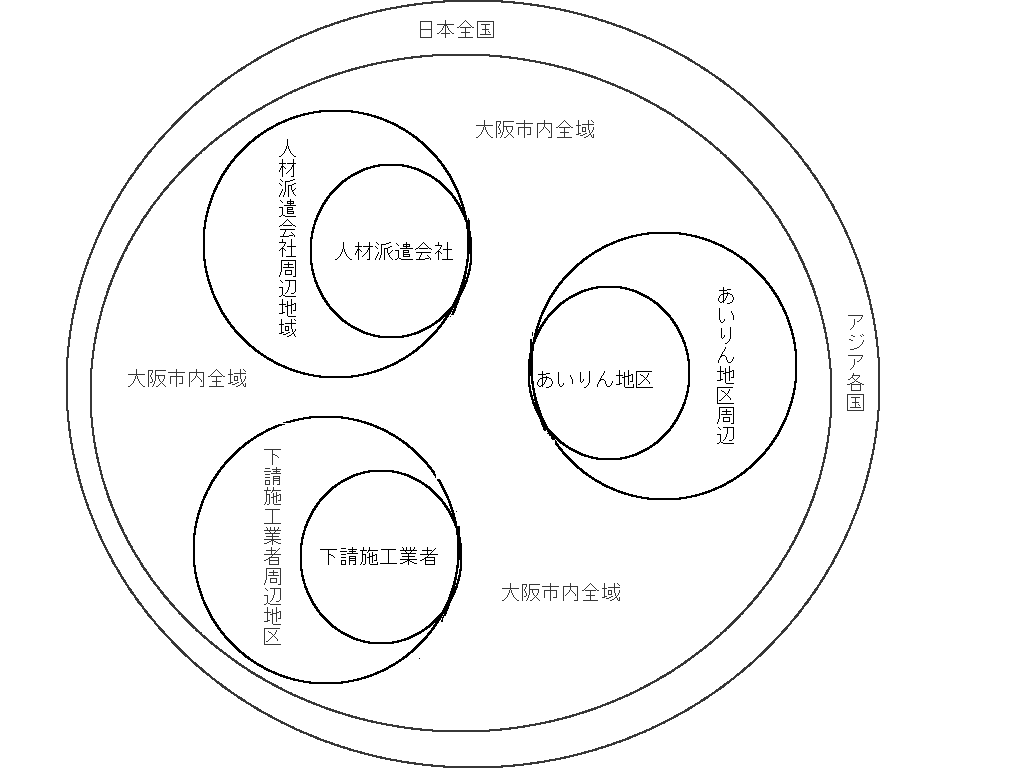 日本全国
大阪市内全域
人材派遣会社周辺地域
人材派遣会社
あいりん地区周辺
アジア各国
大阪市内全域
あいりん地区
下請施工業者周辺地区
下請施工業者
大阪市内全域